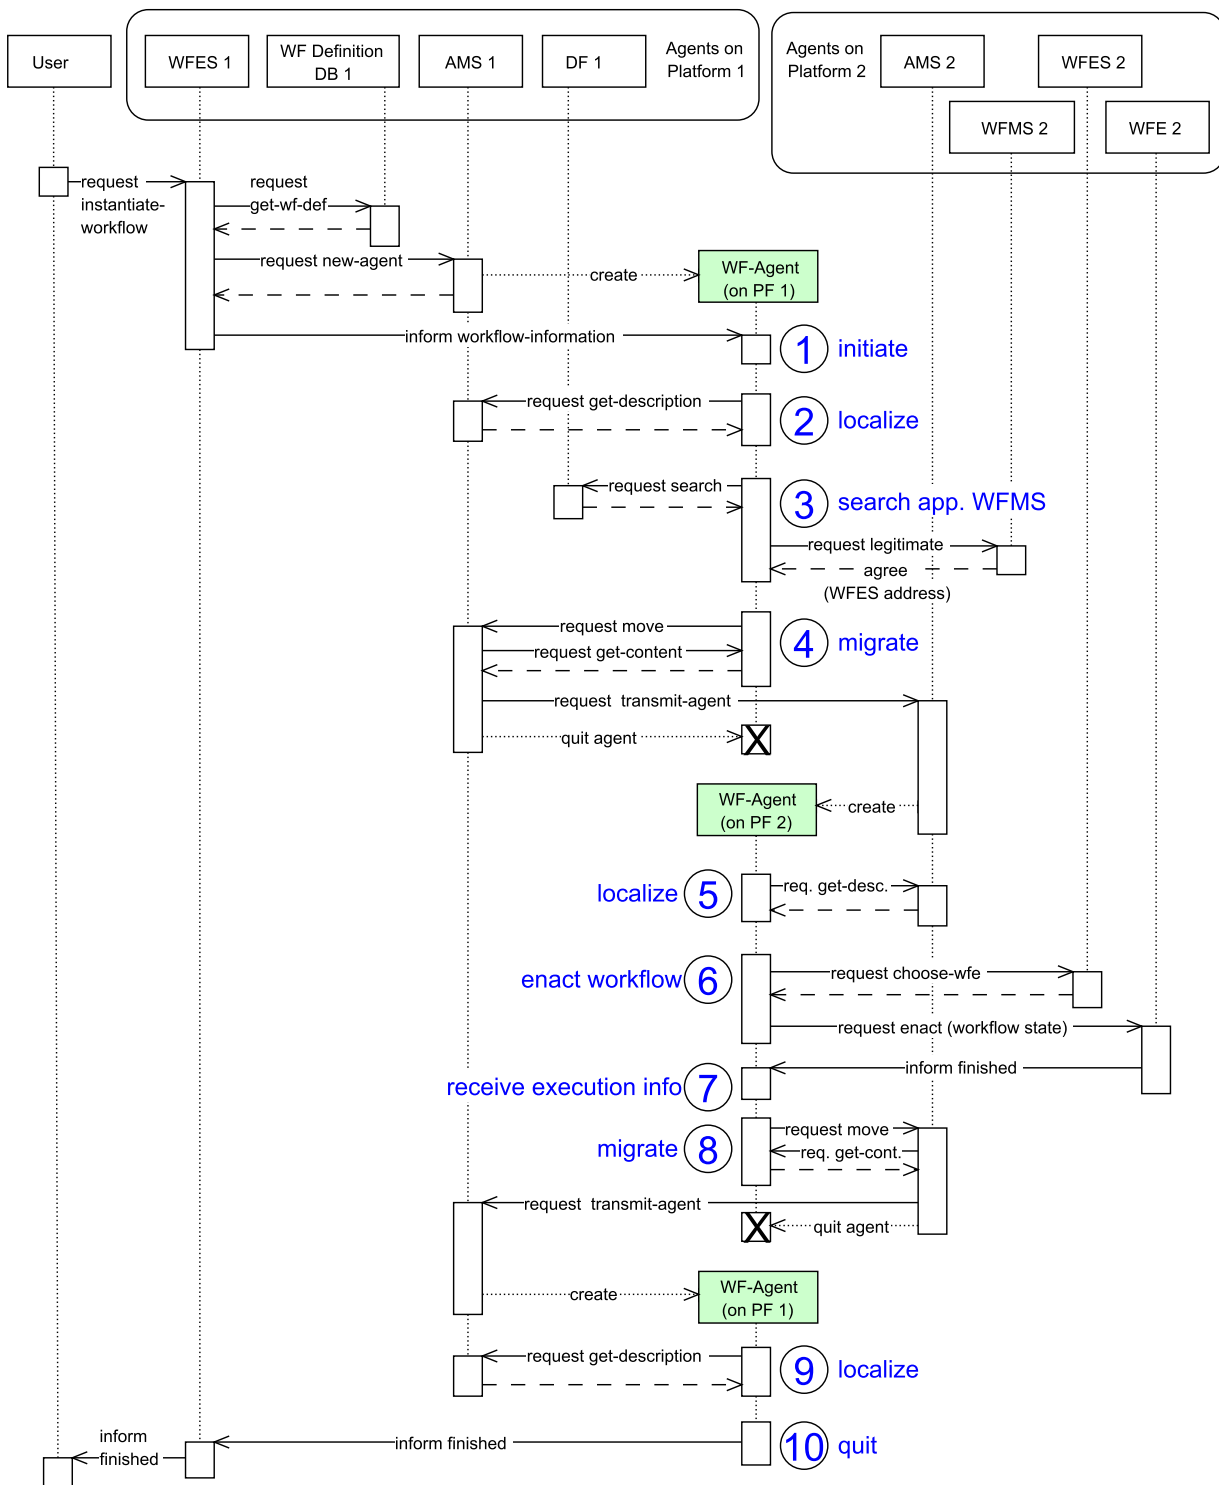 User
WFES 1
WF Definition
DB 1
AMS 1
DF 1
Agents on
Platform 1
Agents on
Platform 2
AMS 2
WFES 2
WFMS 2
WFE 2
request
instantiate-
workflow
request
get-wf-def
request new-agent
create
WF-Agent
(on PF 1)
inform workflow-information
1 initiate
request get-description
2 localize
request search
3 search app. WFMS
request legitimate
agree
(WFES address)
request move
4 migrate
request get-content
request transmit-agent
quit agent
X
WF-Agent
(on PF 2)
create
localize 5
req. get-desc.
enact workflow 6
request choose-wfe
request enact (workflow state)
inform finished
receive execution info 7
migrate 8
request move
req. get-cont.
request transmit-agent
X
quit agent
create
WF-Agent
(on PF 1)
request get-description
9 localize
inform
finished
inform finished
10 quit